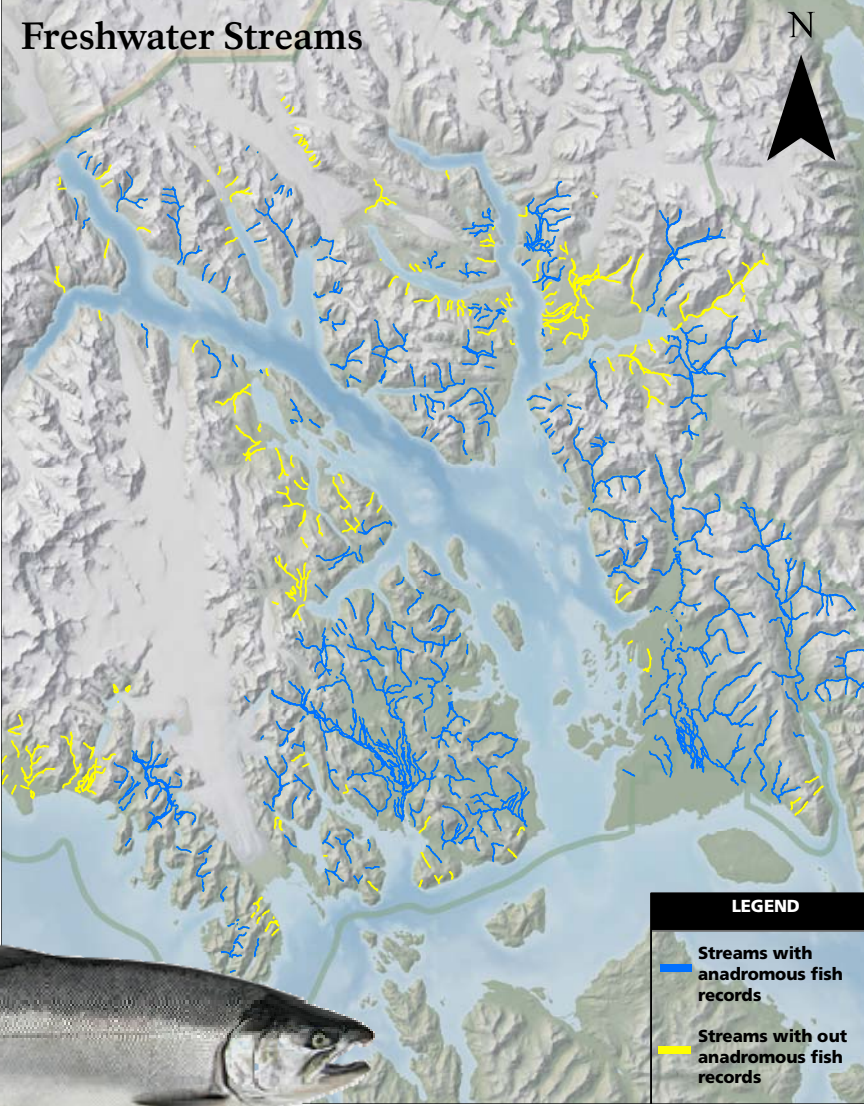 Freshwater Streams
N
LEGEND
Streams with
anadromous fish
records
Streams with out
anadromous fish
records